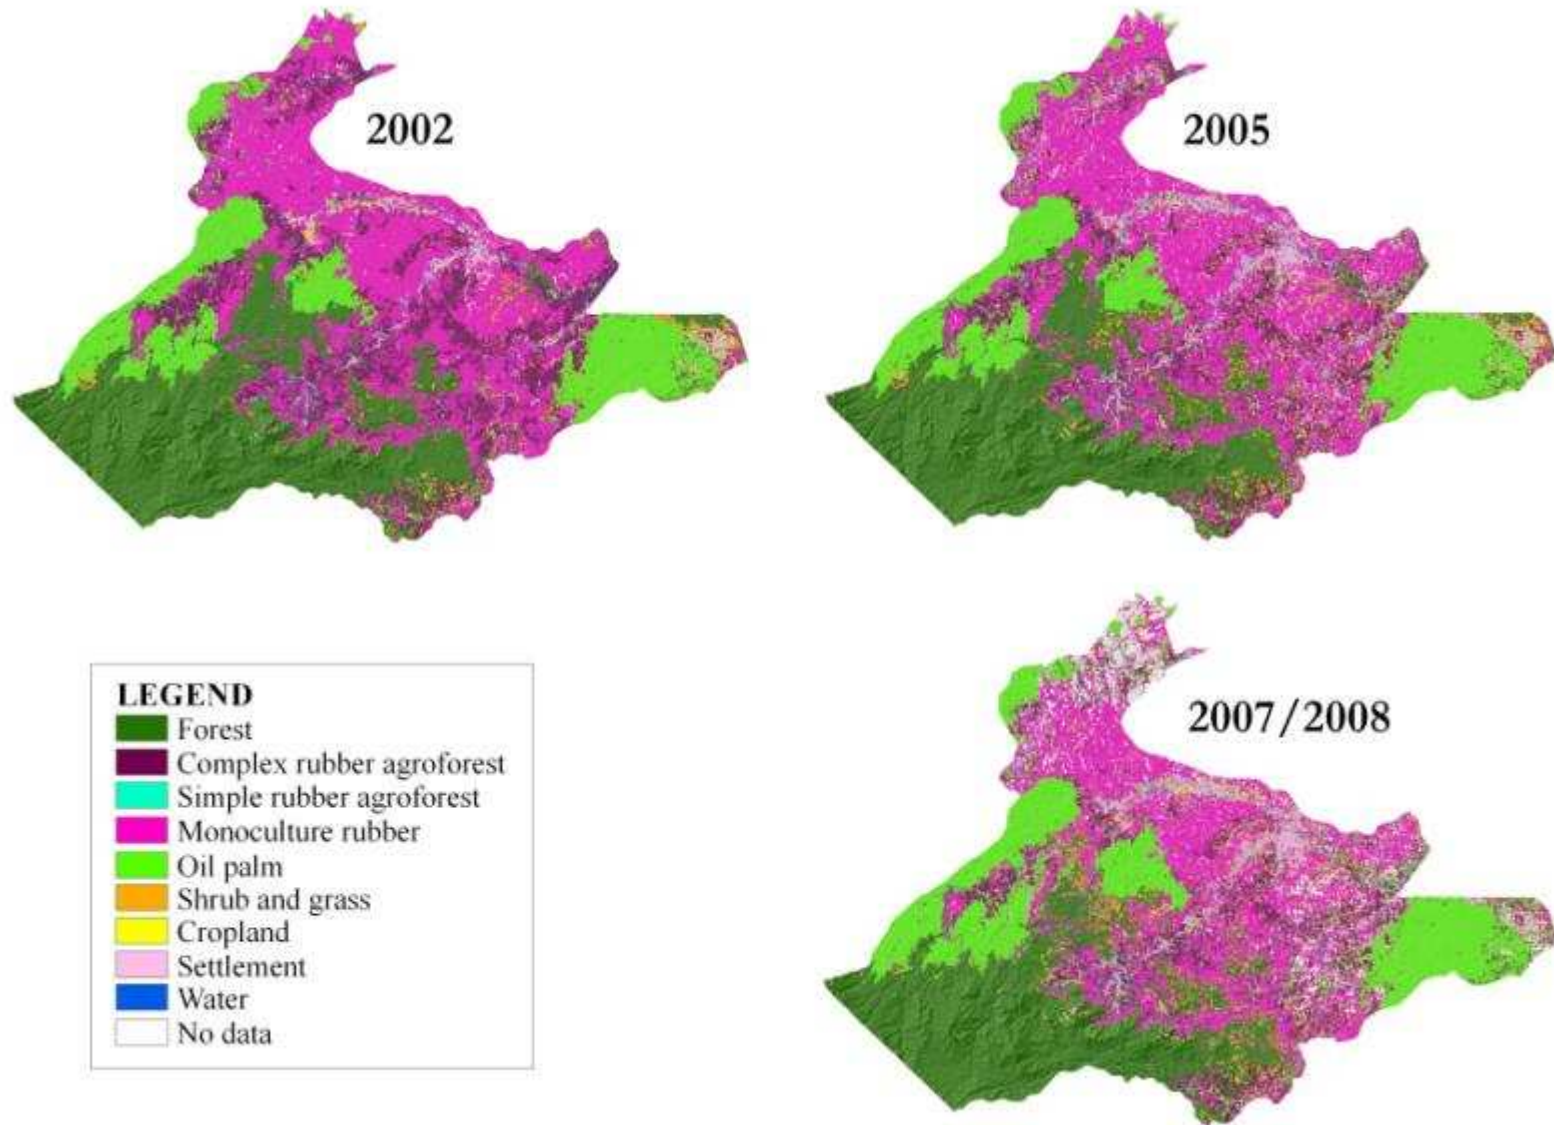 2002
2005
LEGEND
Forest
Complex rubber agroforest
Simple rubber agroforest
Monoculture rubber
Oil palm
Shrub and grass
Cropland
Settlement
Water
No data
2007/2008